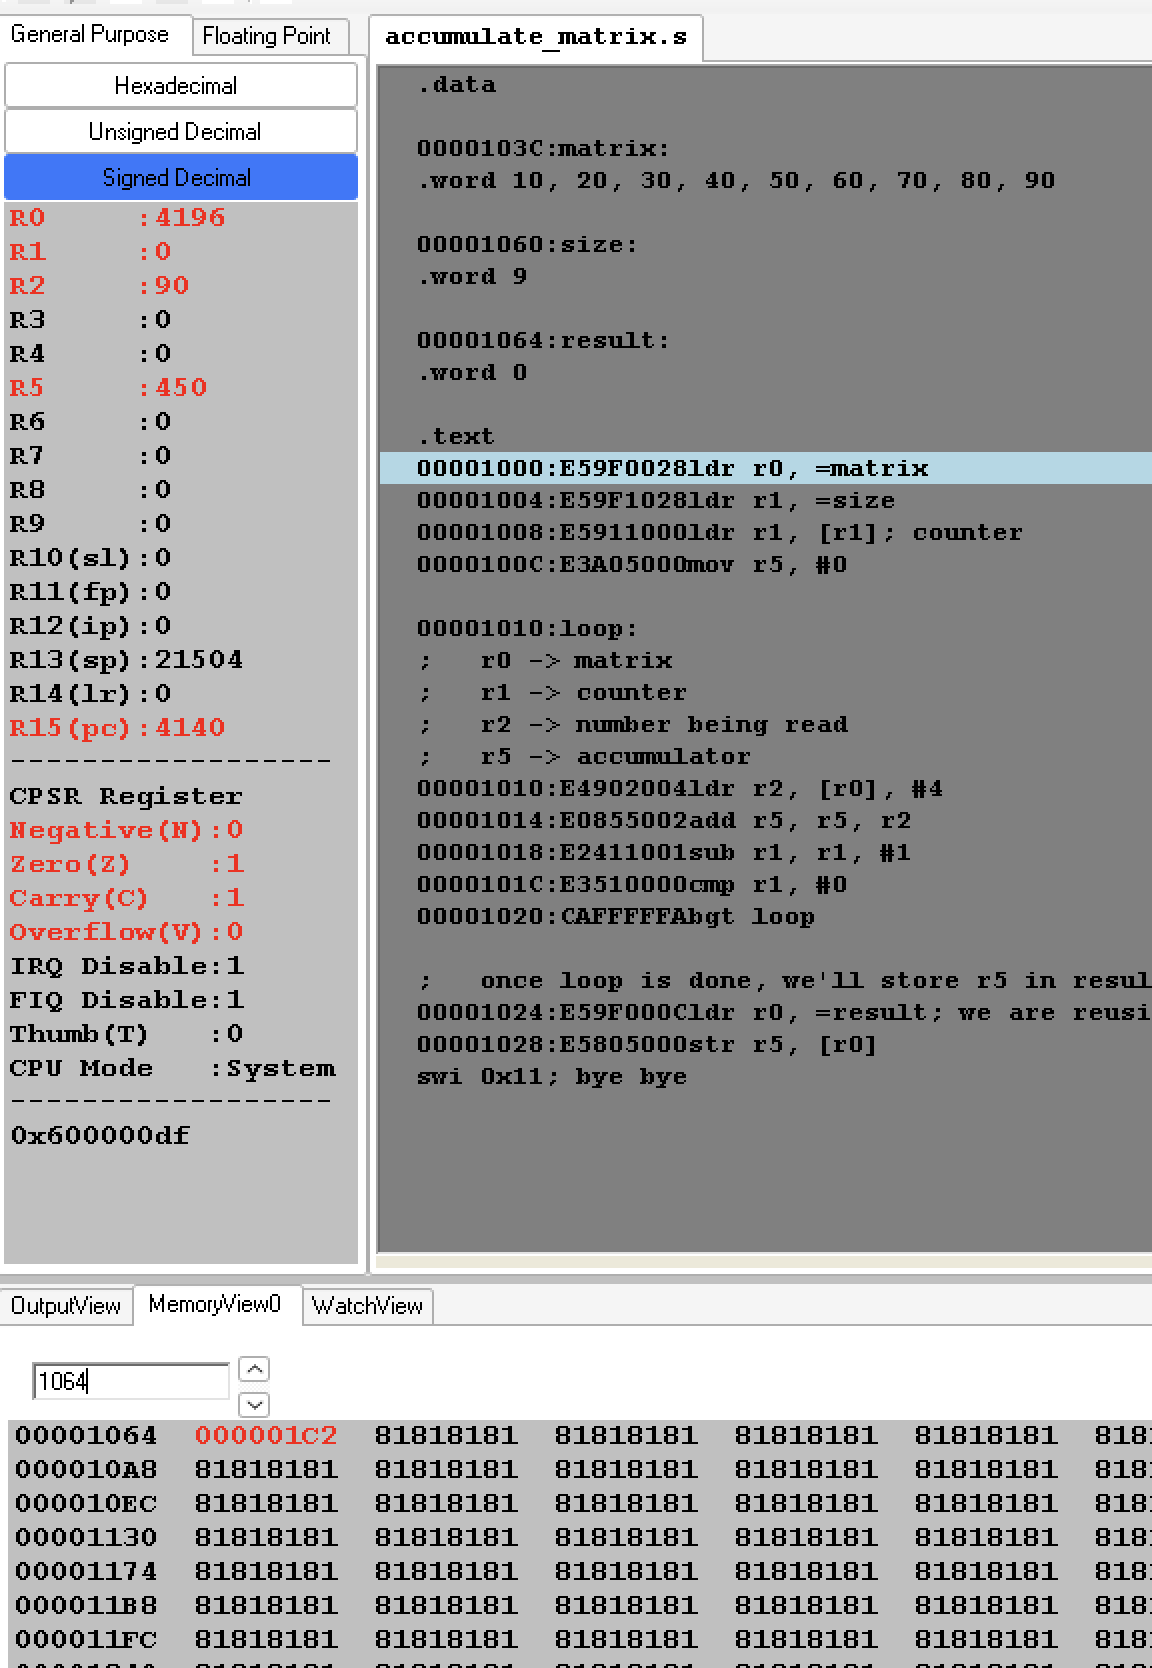 General Purpose
Floating Point
Hexadecimal
Unsigned Decimal
Signed Decimal
R0 :4196
R1 :0
R2 :90
R3 :0
R4 :0
R5 :450
R6 :0
R7 :0
R8 :0
R9 :0
R10(sl):0
R11(fp):0
R12(ip):0
R13(sp):21504
R14(lr):0
R15(pc):4140
------------------
CPSR Register
Negative(N):0
Zero(Z) :1
Carry(C) :1
Overflow(V):0
IRQ Disable:1
FIQ Disable:1
Thumb(T) :0
CPU Mode :System
------------------
0x600000df
accumulate_matrix.s
.data
0000103C:matrix:
.word 10, 20, 30, 40, 50, 60, 70, 80, 90
00001060:size:
.word 9
00001064:result:
.word 0
.text
00001000:E59F0028ldr r0, =matrix
00001004:E59F1028ldr r1, =size
00001008:E5911000ldr r1, [r1]; counter
0000100C:E3A05000mov r5, #0
00001010:loop:
; r0 -> matrix
; r1 -> counter
; r2 -> number being read
; r5 -> accumulator
00001010:E4902004ldr r2, [r0], #4
00001014:E0855002add r5, r5, r2
00001018:E2411001sub r1, r1, #1
0000101C:E3510000cmp r1, #0
00001020:CAFFFFFAbgt loop
; once loop is done, we'll store r5 in resul
00001024:E59F000Cldr r0, =result; we are reusi
00001028:E5805000str r5, [r0]
swi 0x11; bye bye
OutputView
MemoryView0
WatchView
1064
00001064 000001C2 81818181 81818181 81818181 81818181 818
000010A8 81818181 81818181 81818181 81818181 81818181 818
000010EC 81818181 81818181 81818181 81818181 81818181 818
00001130 81818181 81818181 81818181 81818181 81818181 818
00001174 81818181 81818181 81818181 81818181 81818181 818
000011B8 81818181 81818181 81818181 81818181 81818181 818
000011FC 81818181 81818181 81818181 81818181 81818181 818